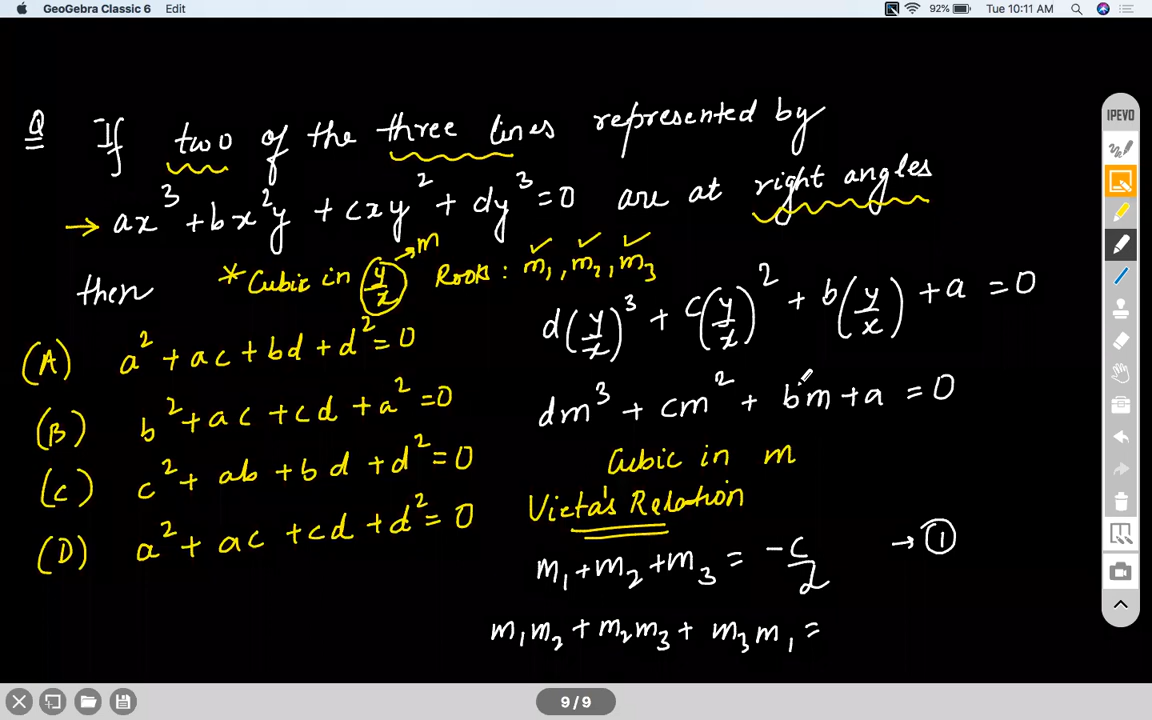 GeoGebra Classic 6 Edit 92% Tue 10:11 AM
IPEVO
Q If two of the three lines represented by
→ ax³ + bx²y + cxy² + dy³ = 0 are at right angles
then * Cubic in (y/x) → m Roots : m₁, m₂, m₃
d(y/x)³ + c(y/x)² + b(y/x) + a = 0
(A) a² + ac + bd + d² = 0
dm³ + cm² + bm + a = 0
(B) b² + ac + cd + a² = 0
Cubic in m
(C) c² + ab + bd + d² = 0
Vieta's Relation
(D) a² + ac + cd + d² = 0
m₁ + m₂ + m₃ = -c/d → ①
m₁m₂ + m₂m₃ + m₃m₁ =
9 / 9